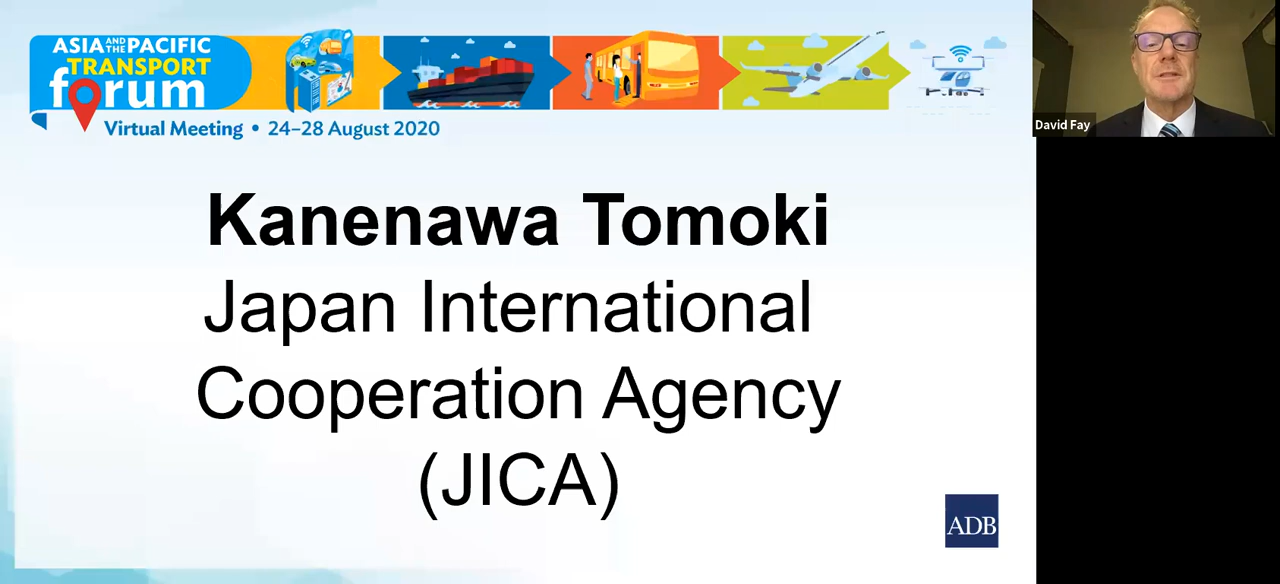 ASIA AND THE PACIFIC
TRANSPORT
forum
Virtual Meeting • 24–28 August 2020
David Fay
Kanenawa Tomoki
Japan International
Cooperation Agency
(JICA)
ADB